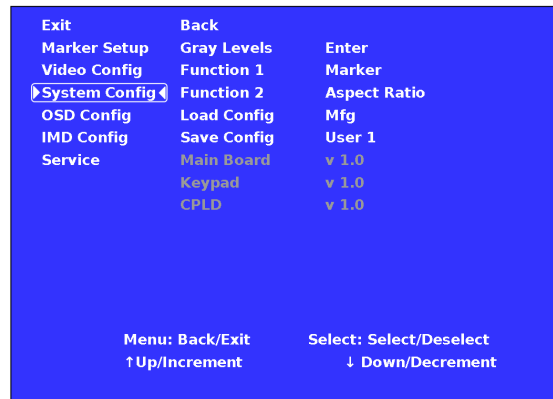 Exit Back
Marker Setup Gray Levels Enter
Video Config Function 1 Marker
System Config Function 2 Aspect Ratio
OSD Config Load Config Mfg
IMD Config Save Config User 1
Service Main Board v 1.0
Keypad v 1.0
CPLD v 1.0
Menu: Back/Exit Select: Select/Deselect
↑Up/Increment ↓ Down/Decrement